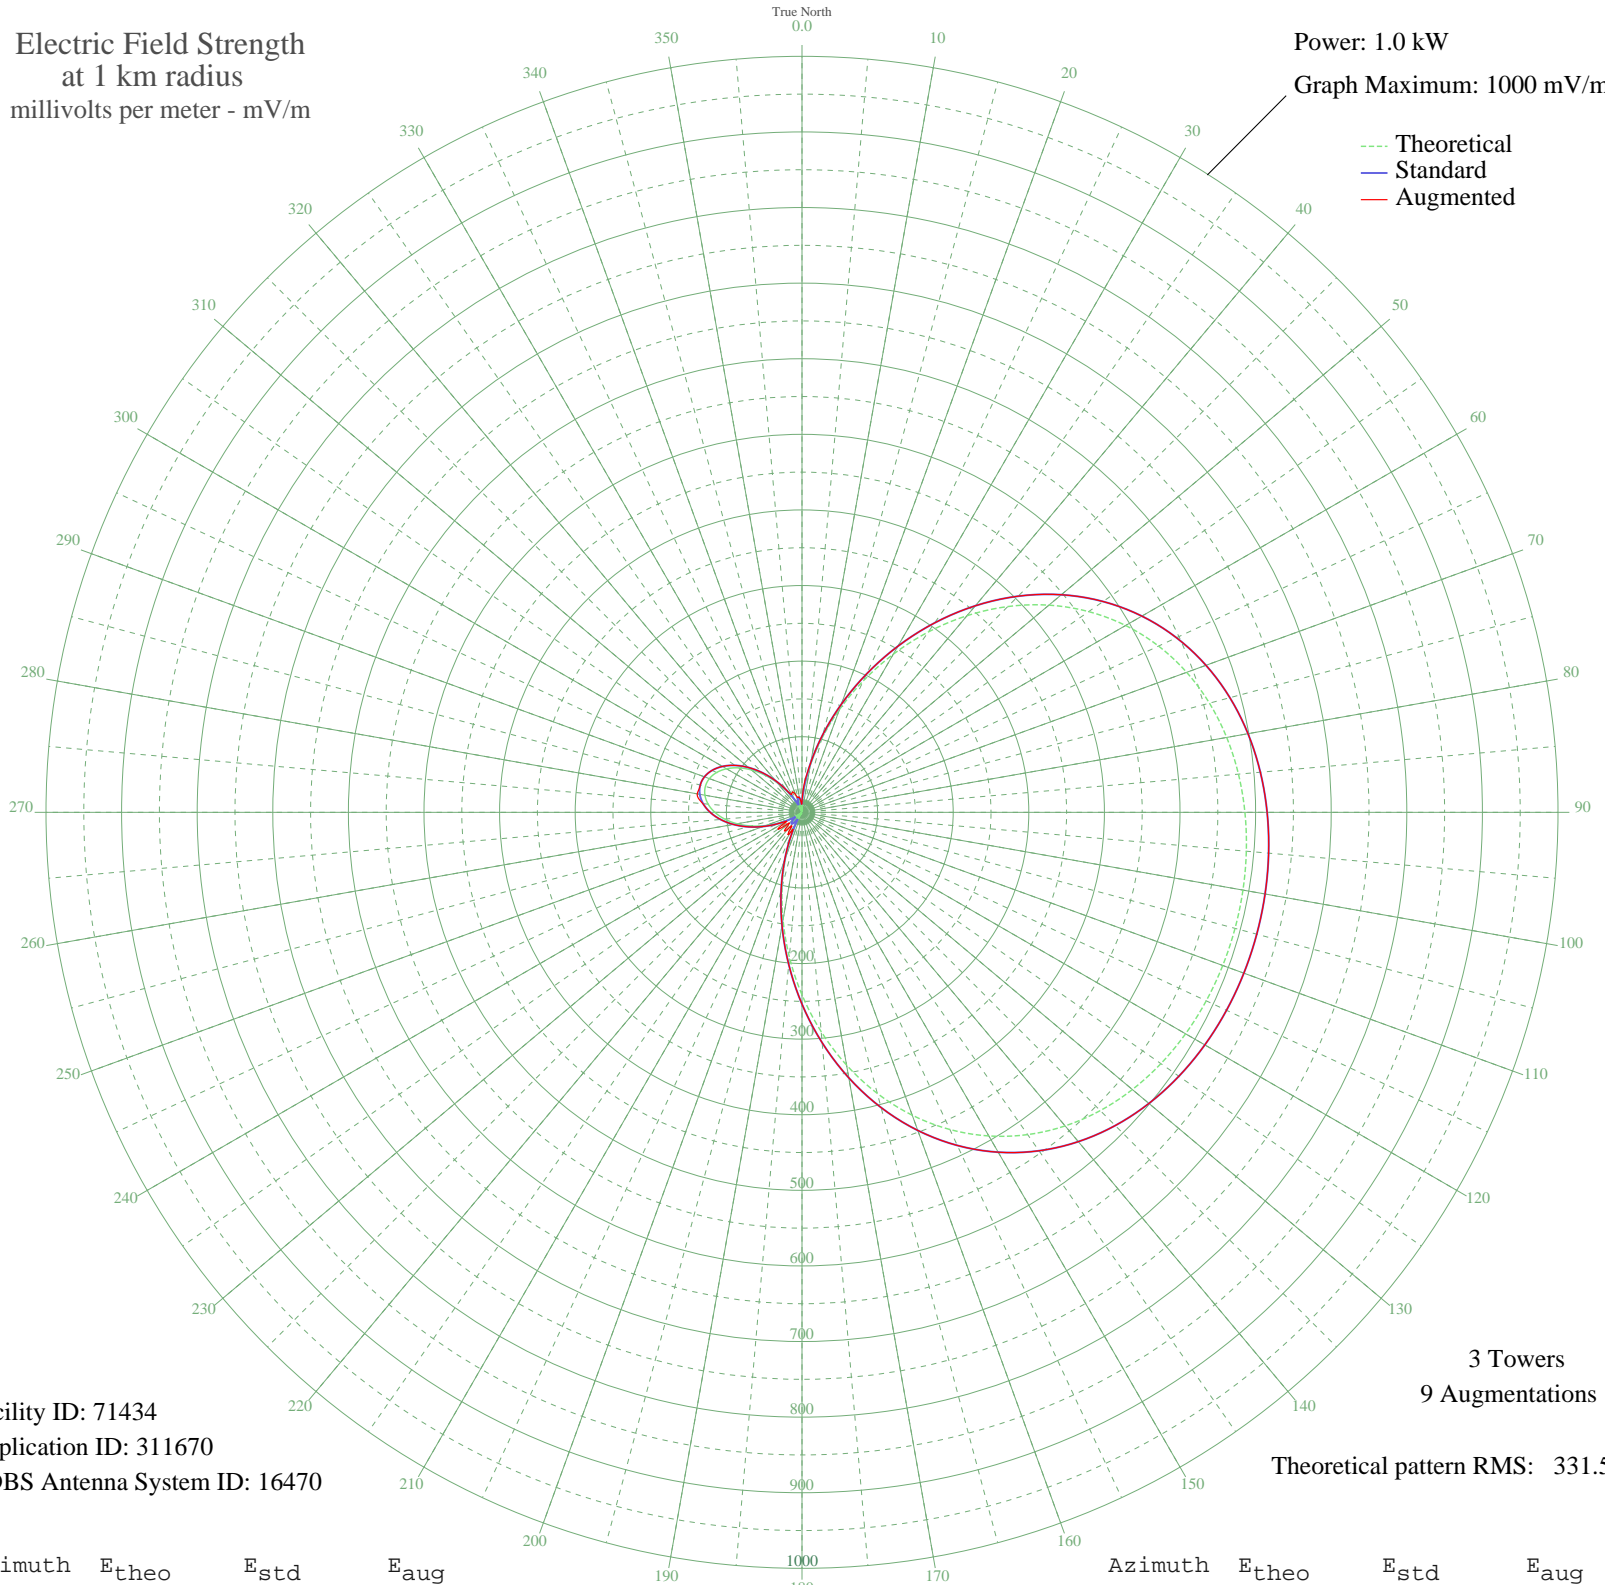 True North
0.0
Electric Field Strength
at 1 km radius
millivolts per meter - mV/m
Power: 1.0 kW
Graph Maximum: 1000 mV/m
Theoretical
Standard
Augmented
10
20
30
40
50
60
70
80
90
100
110
120
130
140
150
160
170
190
200
210
220
230
240
250
260
270
280
290
300
310
320
330
340
350
200
300
400
500
600
700
800
900
1000
3 Towers
9 Augmentations
Theoretical pattern RMS: 331.5
cility ID: 71434
plication ID: 311670
DBS Antenna System ID: 16470
imuth Etheo Estd Eaug
Azimuth Etheo Estd Eaug